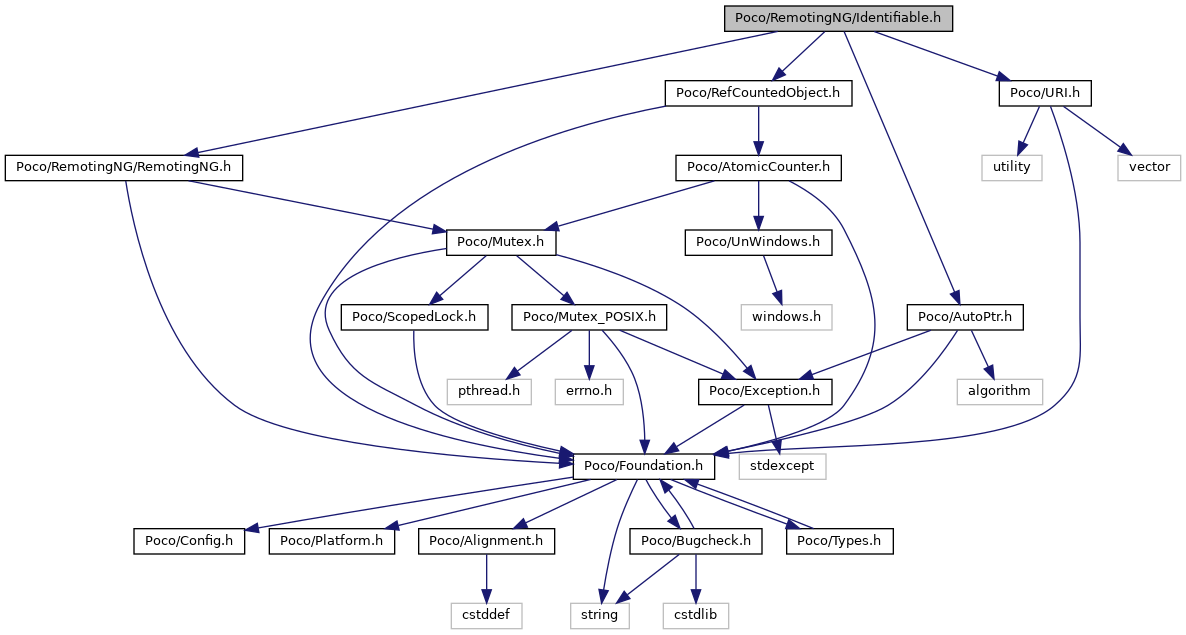 Poco/RemotingNG/Identifiable.h
Poco/RefCountedObject.h
Poco/URI.h
Poco/RemotingNG/RemotingNG.h
Poco/AtomicCounter.h
utility
vector
Poco/Mutex.h
Poco/UnWindows.h
Poco/ScopedLock.h
Poco/Mutex_POSIX.h
windows.h
Poco/AutoPtr.h
pthread.h
errno.h
Poco/Exception.h
algorithm
Poco/Foundation.h
stdexcept
Poco/Config.h
Poco/Platform.h
Poco/Alignment.h
Poco/Bugcheck.h
Poco/Types.h
cstddef
string
cstdlib